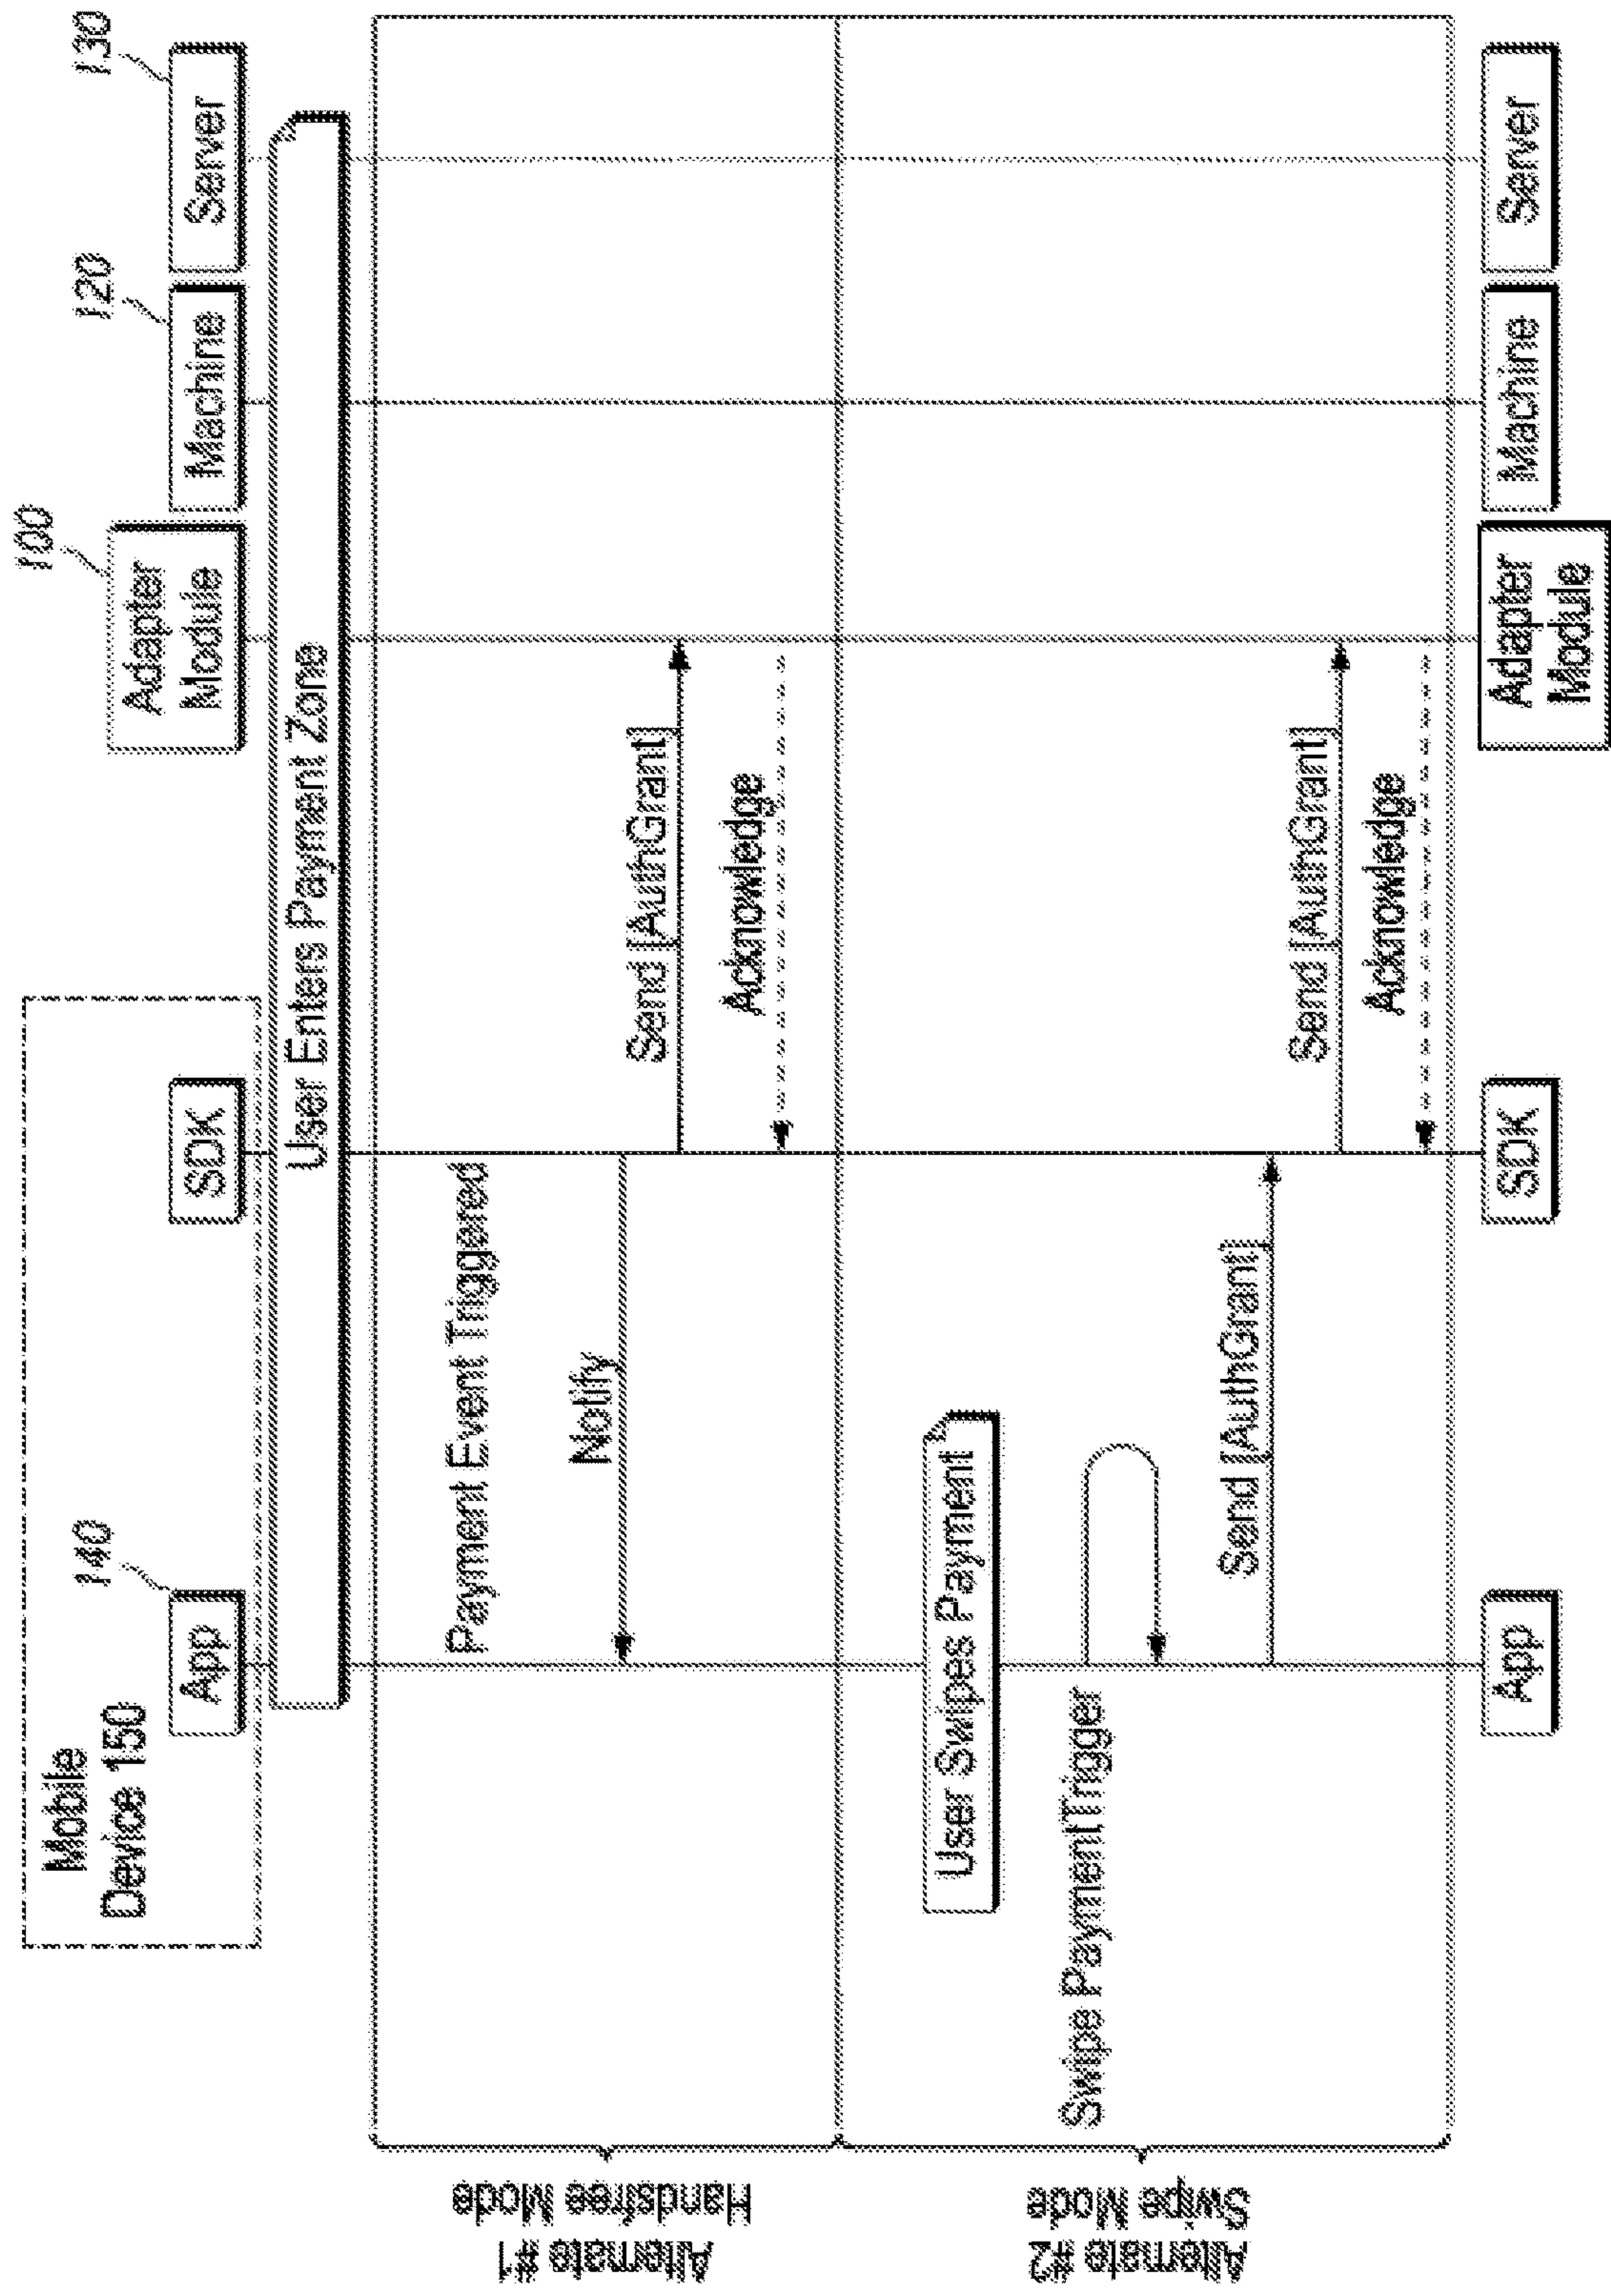 Mobile
Device 150
140
100
120
130
App
SDK
Adapter
Module
Machine
Server
User Enters Payment Zone
Alternate #1
Handsfree Mode
Payment Event Triggered
Notify
Send [AuthGrant]
Acknowledge
Alternate #2
Swipe Mode
User Swipes Payment
Swipe Payment[Trigger
Send [AuthGrant]
Send [AuthGrant]
Acknowledge
App
SDK
Adapter
Module
Machine
Server